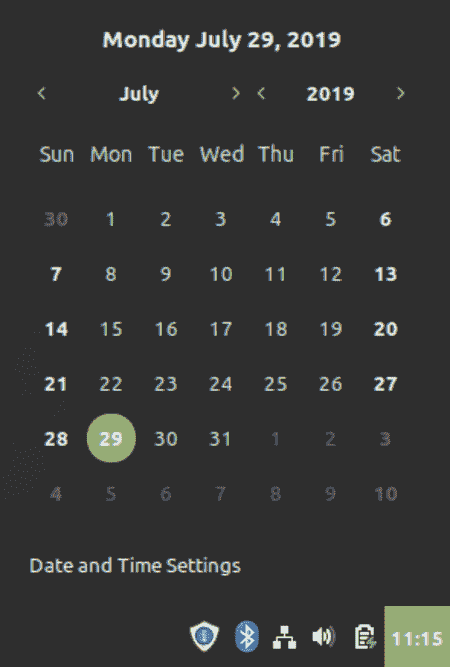 Monday July 29, 2019
‹ July › ‹ 2019 ›
Sun Mon Tue Wed Thu Fri Sat
30 1 2 3 4 5 6
7 8 9 10 11 12 13
14 15 16 17 18 19 20
21 22 23 24 25 26 27
28 29 30 31 1 2 3
4 5 6 7 8 9 10
Date and Time Settings
11:15